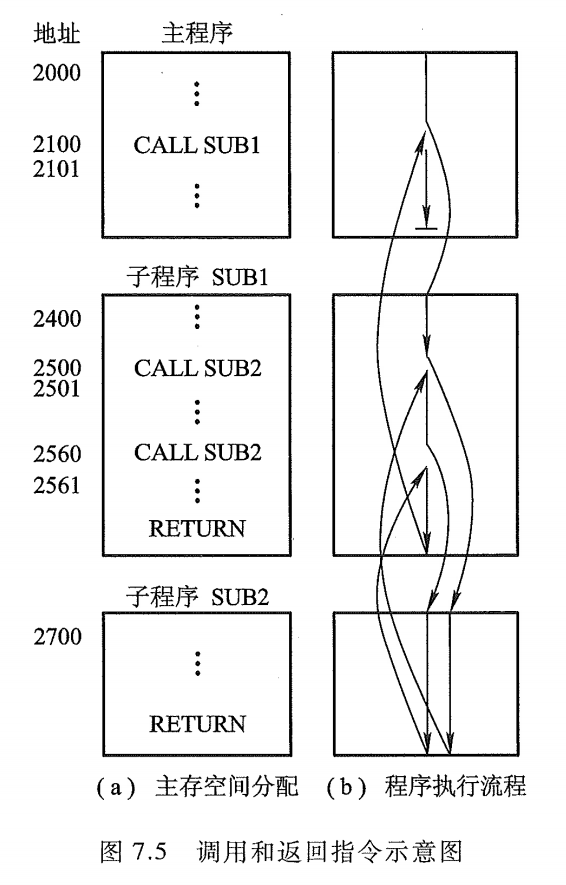 地址 主程序
2000
⋮
2100 CALL SUB1
2101
⋮
子程序 SUB1
2400 ⋮
2500 CALL SUB2
2501
⋮
2560 CALL SUB2
2561 ⋮
RETURN
子程序 SUB2
2700
⋮
RETURN
(a) 主存空间分配 (b) 程序执行流程
图 7.5 调用和返回指令示意图